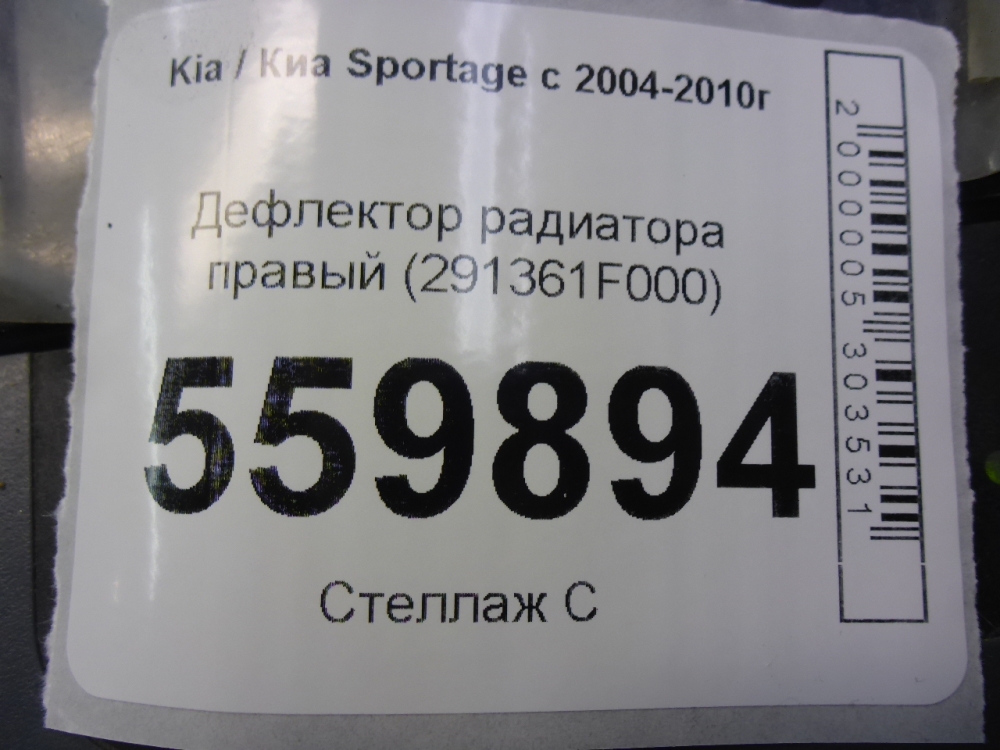 Kia / Киа Sportage с 2004-2010г
Дефлектор радиатора
правый (291361F000)
559894
Стеллаж С
2000005303531